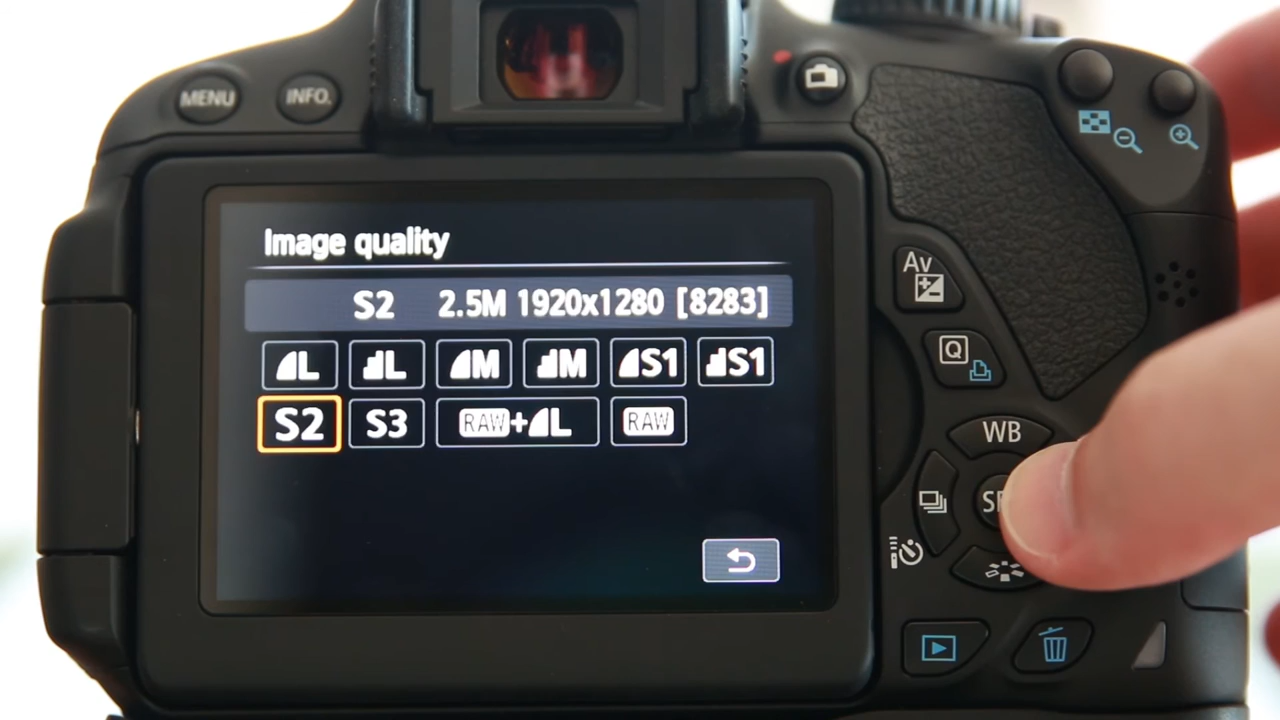 MENU INFO.
Image quality
S2 2.5M 1920x1280 [8283]
L L M M S1 S1
S2 S3 RAW+L RAW
Av
Q
WB